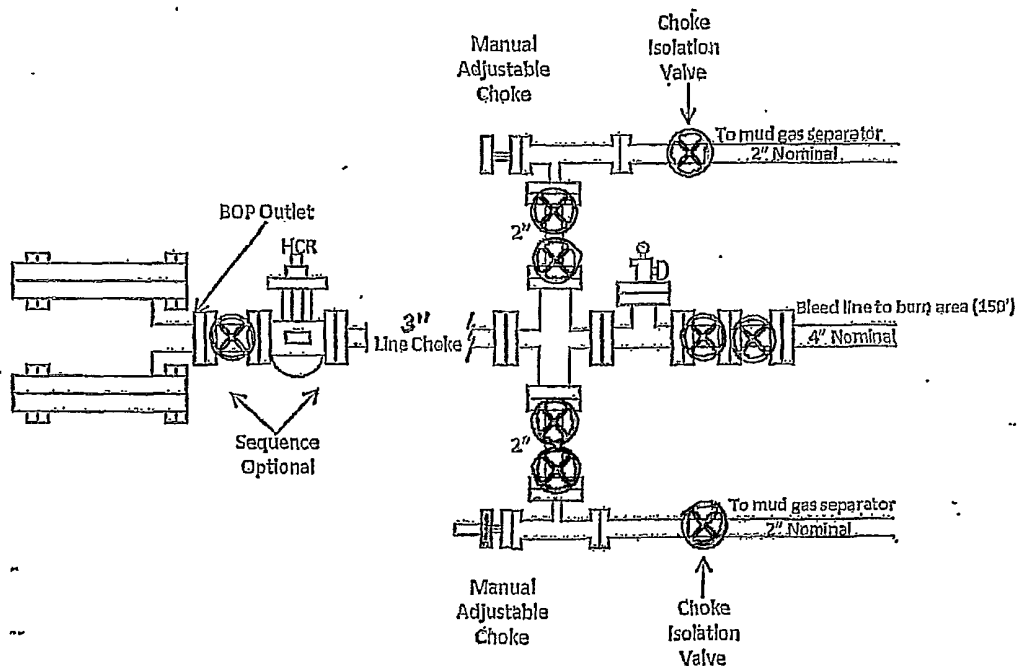 Choke
Isolation
Valve
Manual
Adjustable
Choke
To mud gas separator
2" Nominal
BOP Outlet
HCR
2"
3"
Line Choke
Bleed line to burn area (150')
4" Nominal
Sequence
Optional
2"
To mud gas separator
2" Nominal
Manual
Adjustable
Choke
Choke
Isolation
Valve